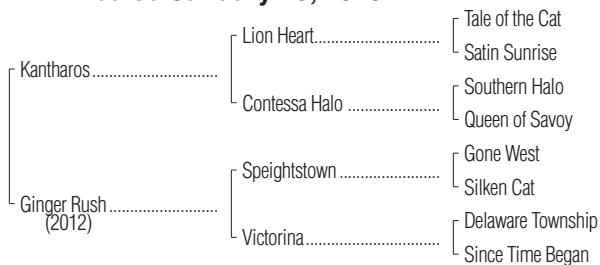 Tale of the Cat
Lion Heart
Satin Sunrise
Kantharos
Southern Halo
Contessa Halo
Queen of Savoy
Gone West
Speightstown
Silken Cat
Ginger Rush
(2012)
Delaware Township
Victorina
Since Time Began